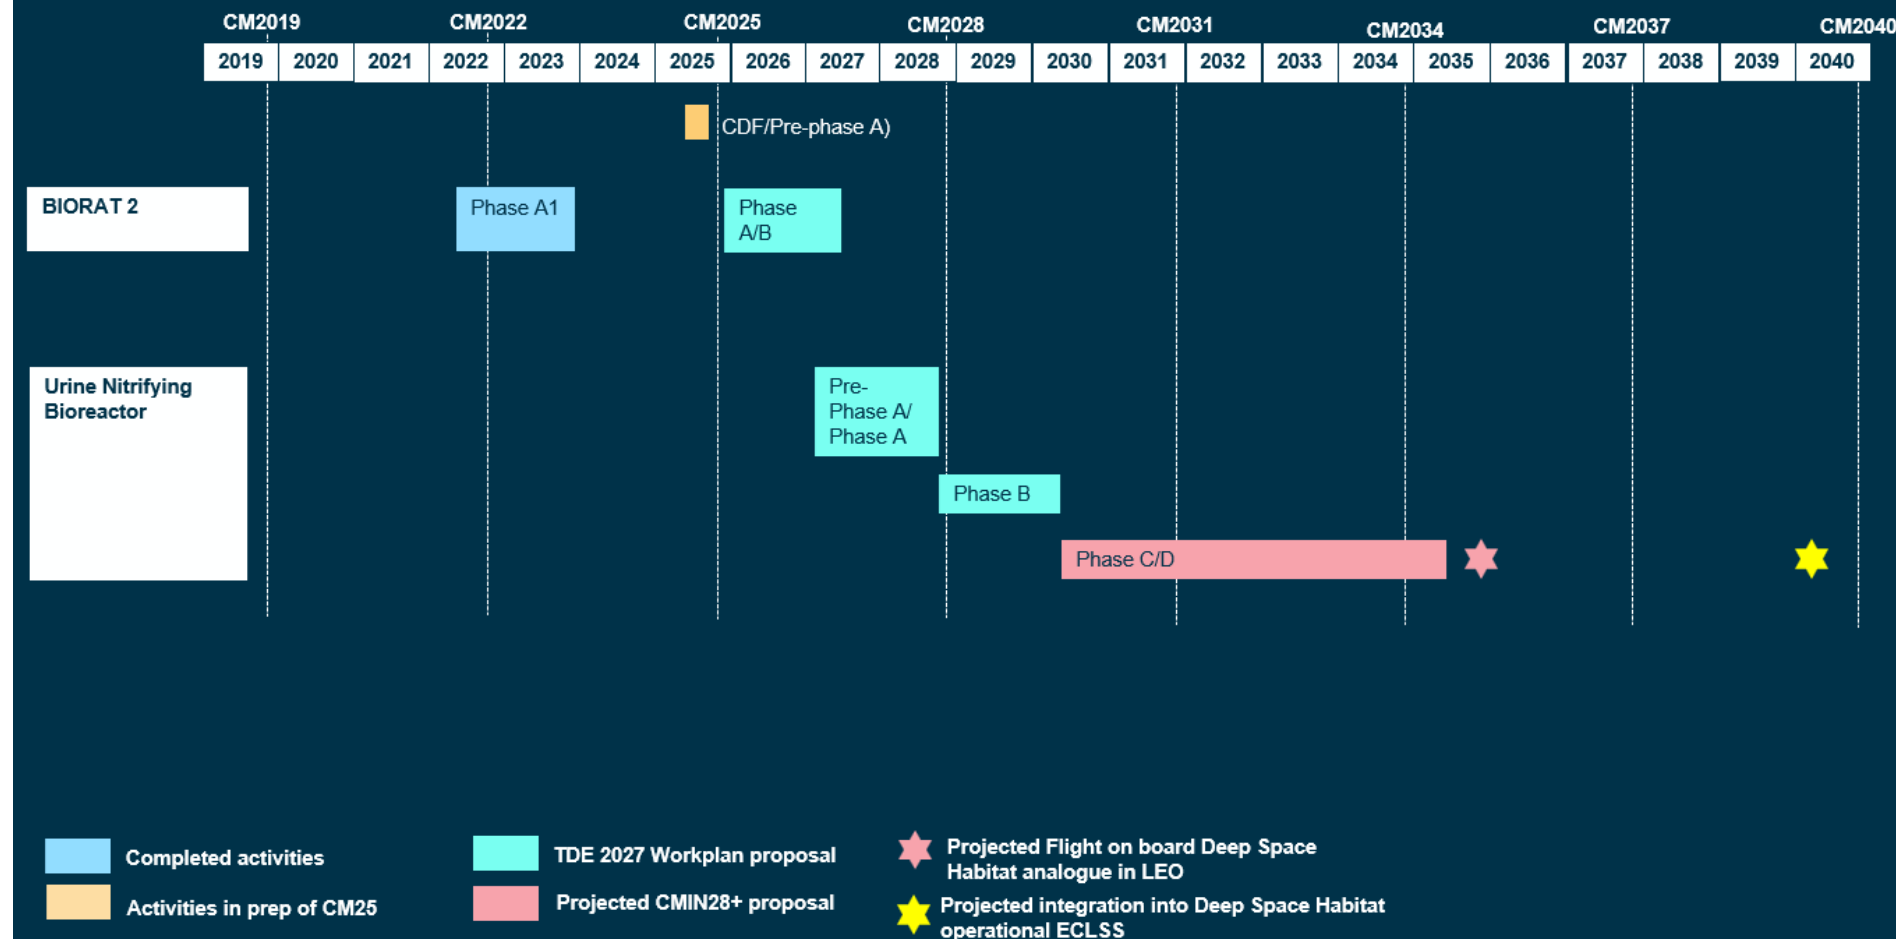 CM2019 CM2022 CM2025 CM2028 CM2031 CM2034 CM2037 CM2040
2019 2020 2021 2022 2023 2024 2025 2026 2027 2028 2029 2030 2031 2032 2033 2034 2035 2036 2037 2038 2039 2040
CDF/Pre-phase A)
BIORAT 2
Phase A1
Phase
A/B
Urine Nitrifying
Bioreactor
Pre-
Phase A/
Phase A
Phase B
Phase C/D
Completed activities
Activities in prep of CM25
TDE 2027 Workplan proposal
Projected CMIN28+ proposal
Projected Flight on board Deep Space
Habitat analogue in LEO
Projected integration into Deep Space Habitat
operational ECLSS